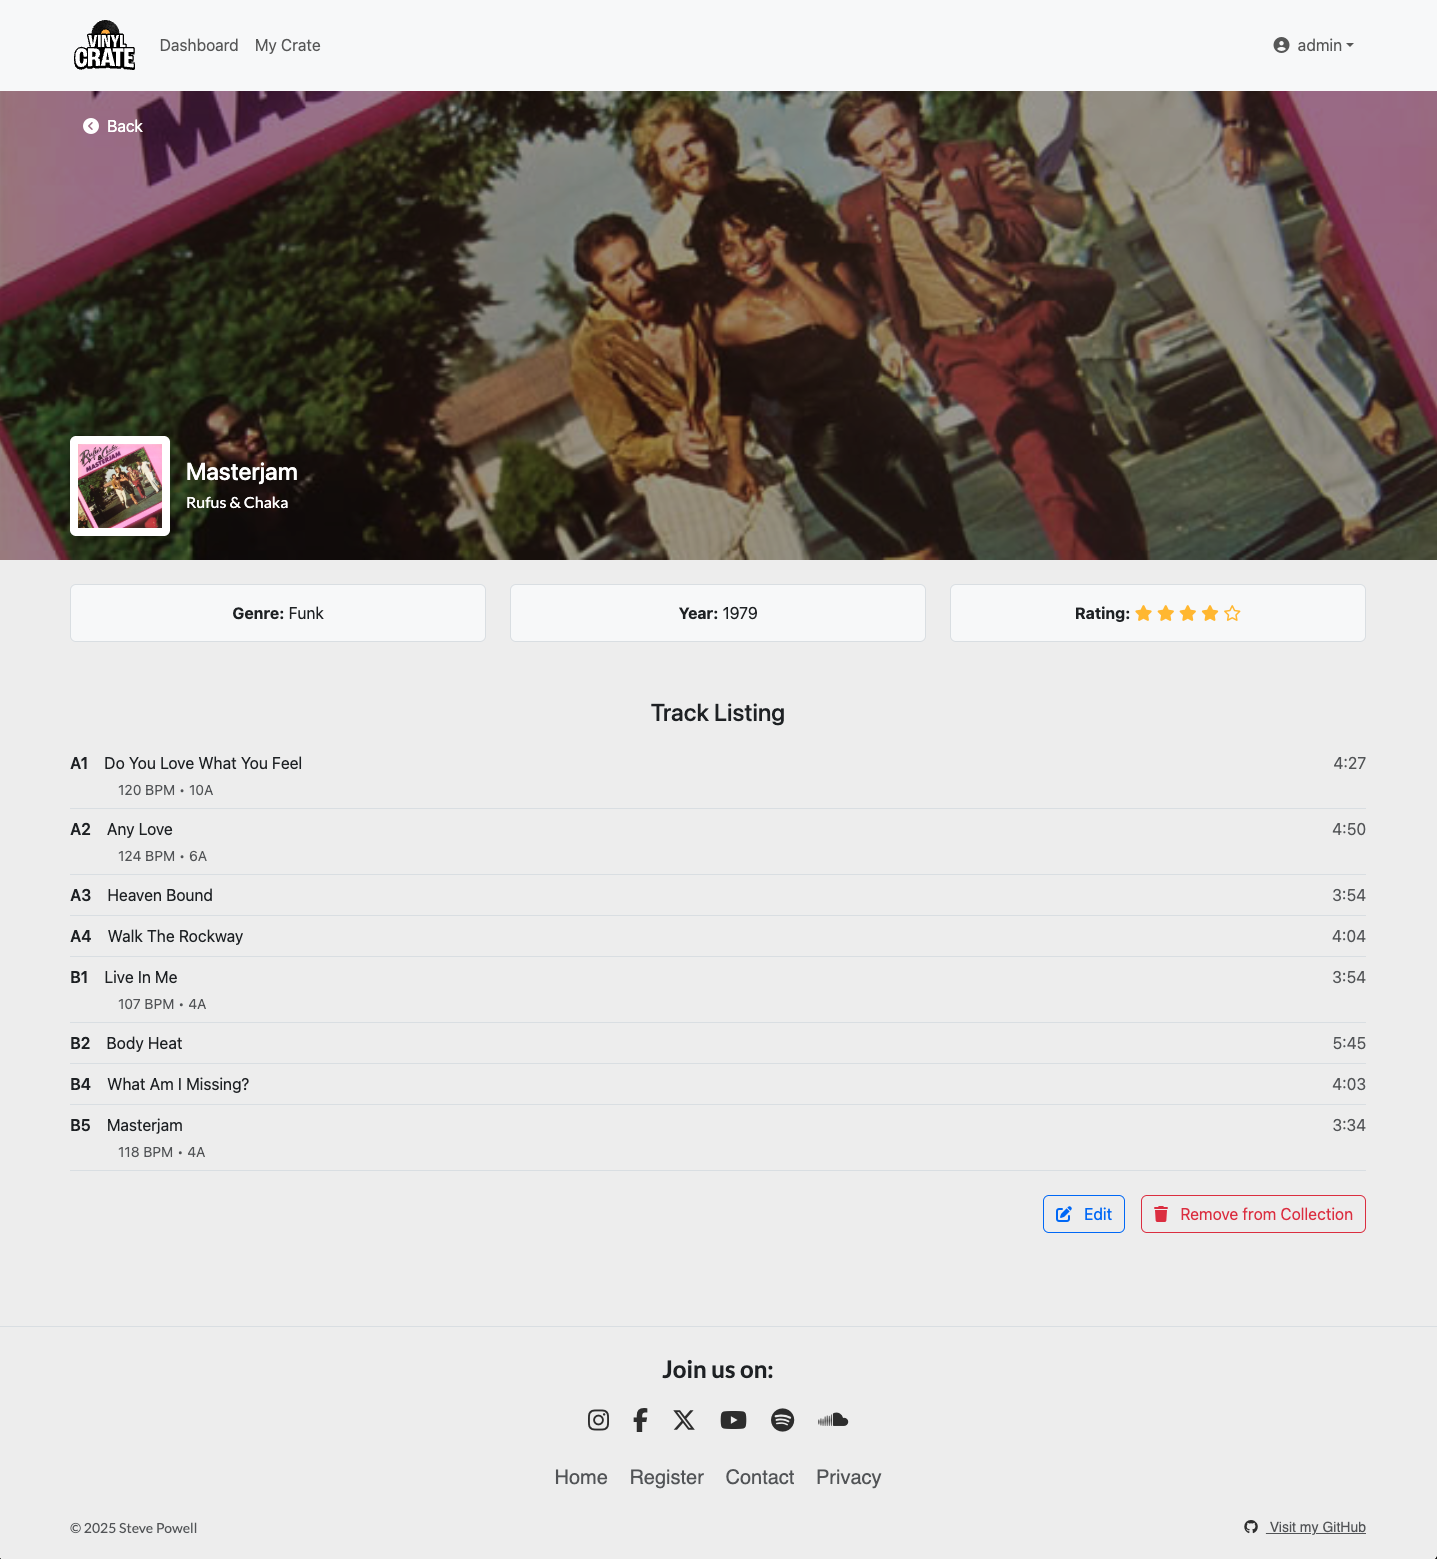 VINYL
CRATE
Dashboard My Crate
admin
MAS
Back
Rufus & Chaka
MASTERJAM
Masterjam
Rufus & Chaka
Genre: Funk
Year: 1979
Rating:
Track Listing
A1 Do You Love What You Feel 4:27
120 BPM • 10A
A2 Any Love 4:50
124 BPM • 6A
A3 Heaven Bound 3:54
A4 Walk The Rockway 4:04
B1 Live In Me 3:54
107 BPM • 4A
B2 Body Heat 5:45
B4 What Am I Missing? 4:03
B5 Masterjam 3:34
118 BPM • 4A
Edit
Remove from Collection
Join us on:
Home Register Contact Privacy
© 2025 Steve Powell
Visit my GitHub